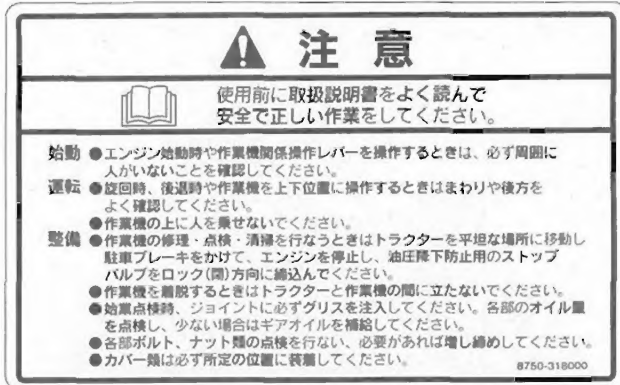 注意
使用前に取扱説明書をよく読んで
安全で正しい作業をしてください。
始動 ●エンジン始動時や作業機関係操作レバーを操作するときは、必ず周囲に
人がいないことを確認してください。
運転 ●旋回時、後退時や作業機を上下位置に操作するときはまわりや後方を
よく確認してください。
●作業機の上に人を乗せないでください。
整備 ●作業機の修理・点検・清掃を行なうときはトラクターを平坦な場所に移動し
駐車ブレーキをかけて、エンジンを停止し、油圧降下防止用のストップ
バルブをロック(閉)方向に締込んでください。
●作業機を着脱するときはトラクターと作業機の間に立たないでください。
●始業点検時、ジョイントに必ずグリスを注入してください。各部のオイル量
を点検し、少ない場合はギアオイルを補給してください。
●各部ボルト、ナット類の点検を行ない、必要があれば増し締めしてください。
●カバー類は必ず所定の位置に装着してください。
8750-318000